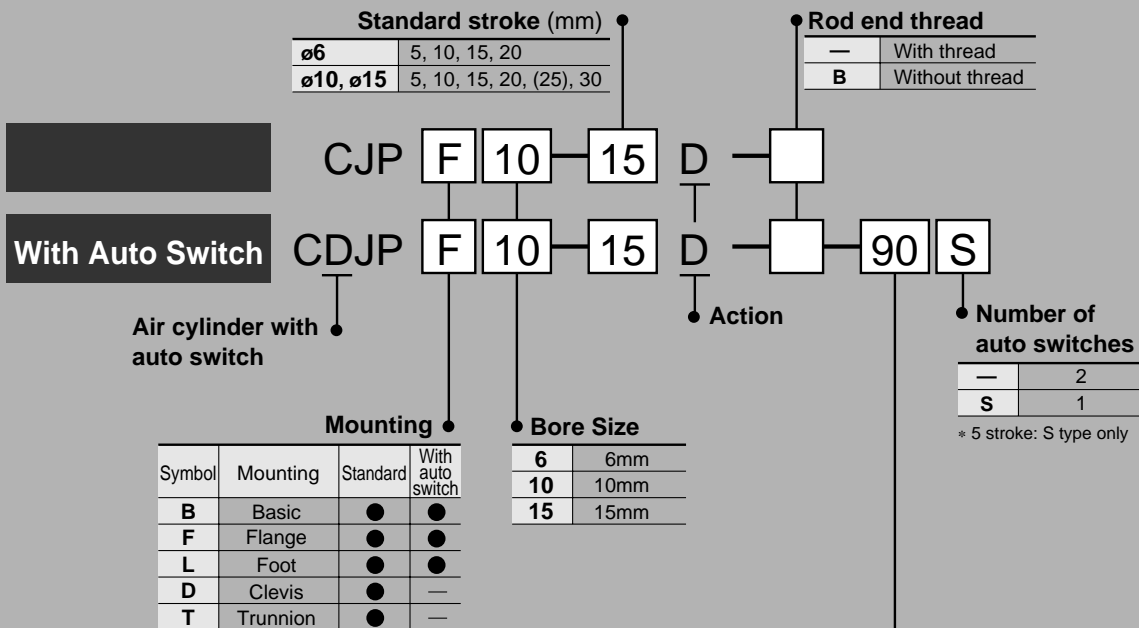 Standard stroke (mm)
ø6 5, 10, 15, 20
ø10, ø15 5, 10, 15, 20, (25), 30
Rod end thread
— With thread
B Without thread
CJP F 10 — 15 D —
With Auto Switch CDJP F 10 — 15 D — — 90 S
Air cylinder with
auto switch
Action
Number of
auto switches
— 2
S 1
* 5 stroke: S type only
Mounting
Symbol Mounting Standard With
auto
switch
B Basic ● ●
F Flange ● ●
L Foot ● ●
D Clevis ● —
T Trunnion ● —
Bore Size
6 6mm
10 10mm
15 15mm